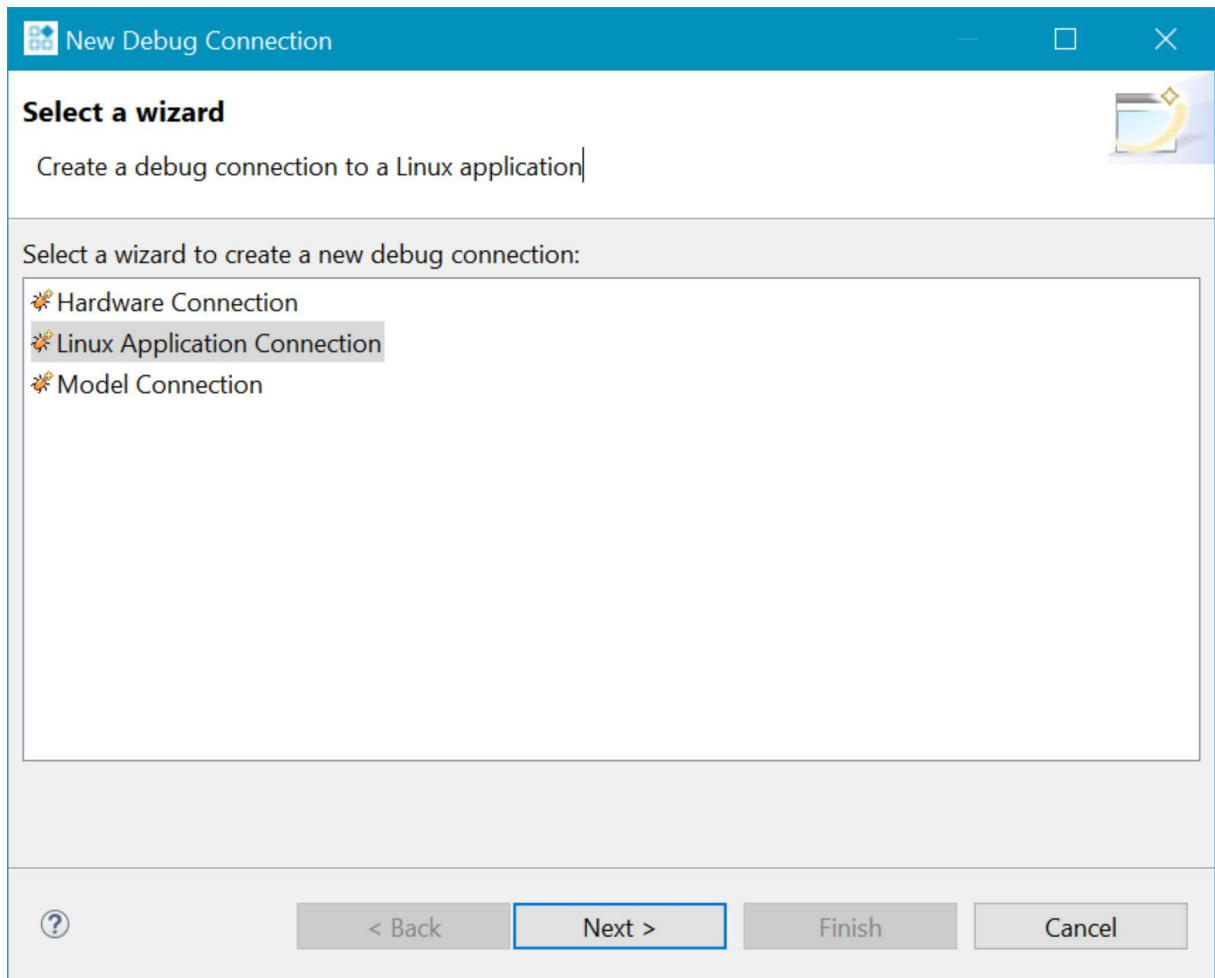 New Debug Connection
Select a wizard
Create a debug connection to a Linux application
Select a wizard to create a new debug connection:
Hardware Connection
Linux Application Connection
Model Connection
?
< Back
Next >
Finish
Cancel